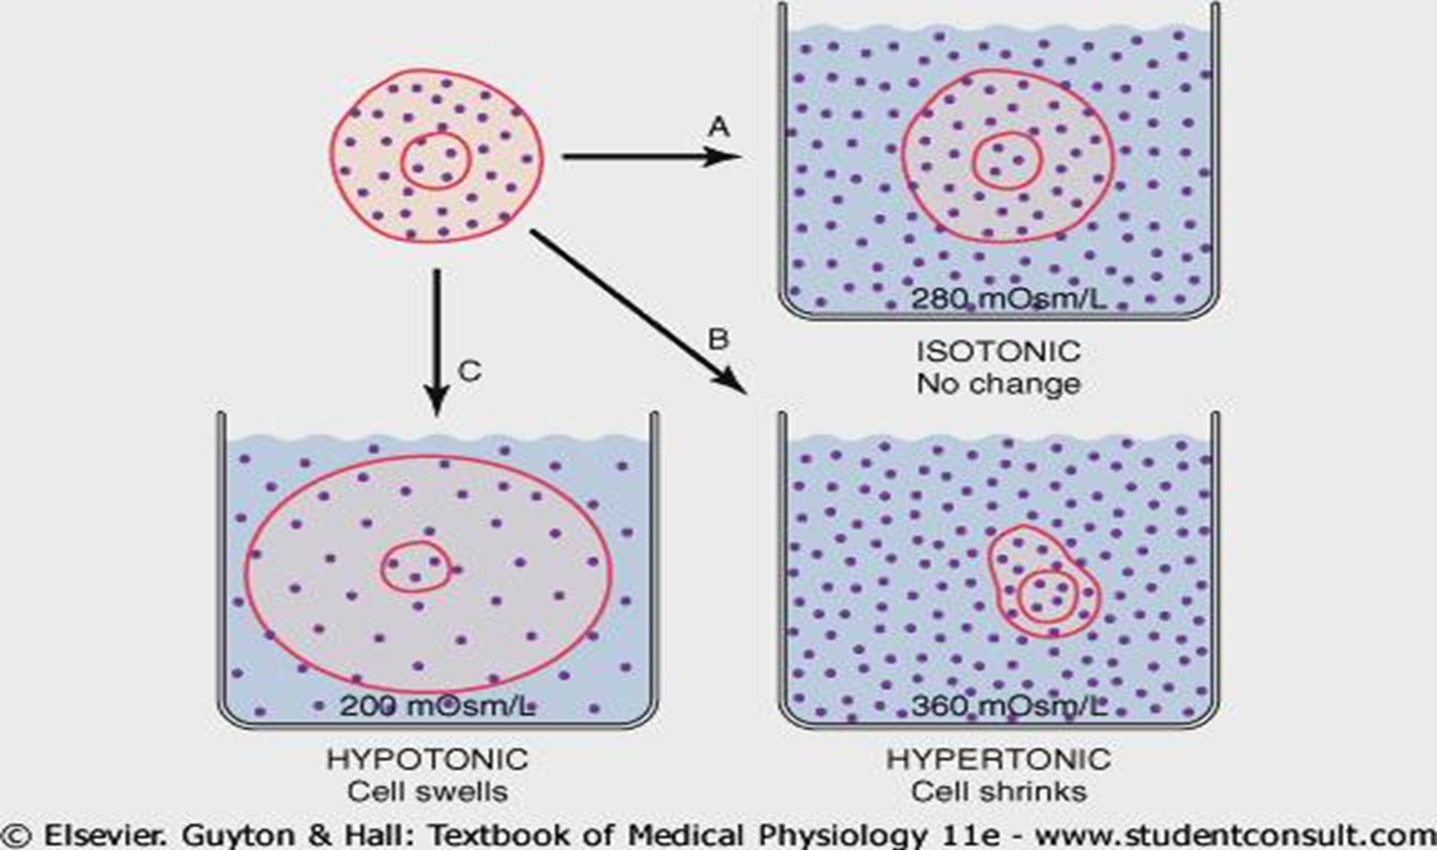 A
280 mOsm/L
ISOTONIC
No change
B
C
200 mOsm/L
HYPOTONIC
Cell swells
360 mOsm/L
HYPERTONIC
Cell shrinks
© Elsevier. Guyton & Hall: Textbook of Medical Physiology 11e - www.studentconsult.com